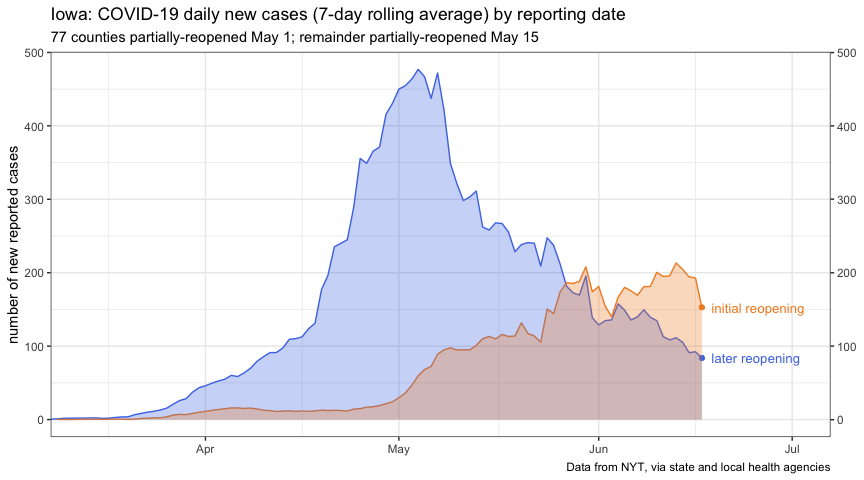 Iowa: COVID-19 daily new cases (7-day rolling average) by reporting date
77 counties partially-reopened May 1; remainder partially-reopened May 15
number of new reported cases
500
400
300
200
100
0
500
400
300
200
100
0
initial reopening
later reopening
Apr
May
Jun
Jul
Data from NYT, via state and local health agencies